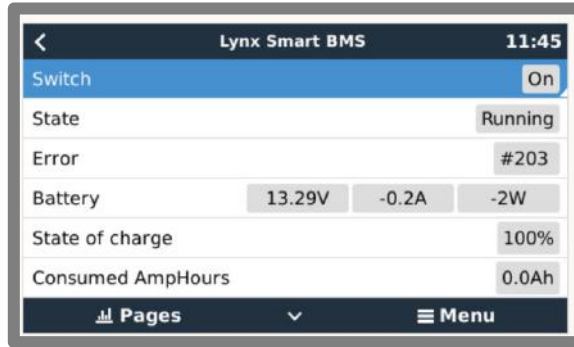 Lynx Smart BMS 11:45
Switch On
State Running
Error #203
Battery 13.29V -0.2A -2W
State of charge 100%
Consumed AmpHours 0.0Ah
Pages Menu